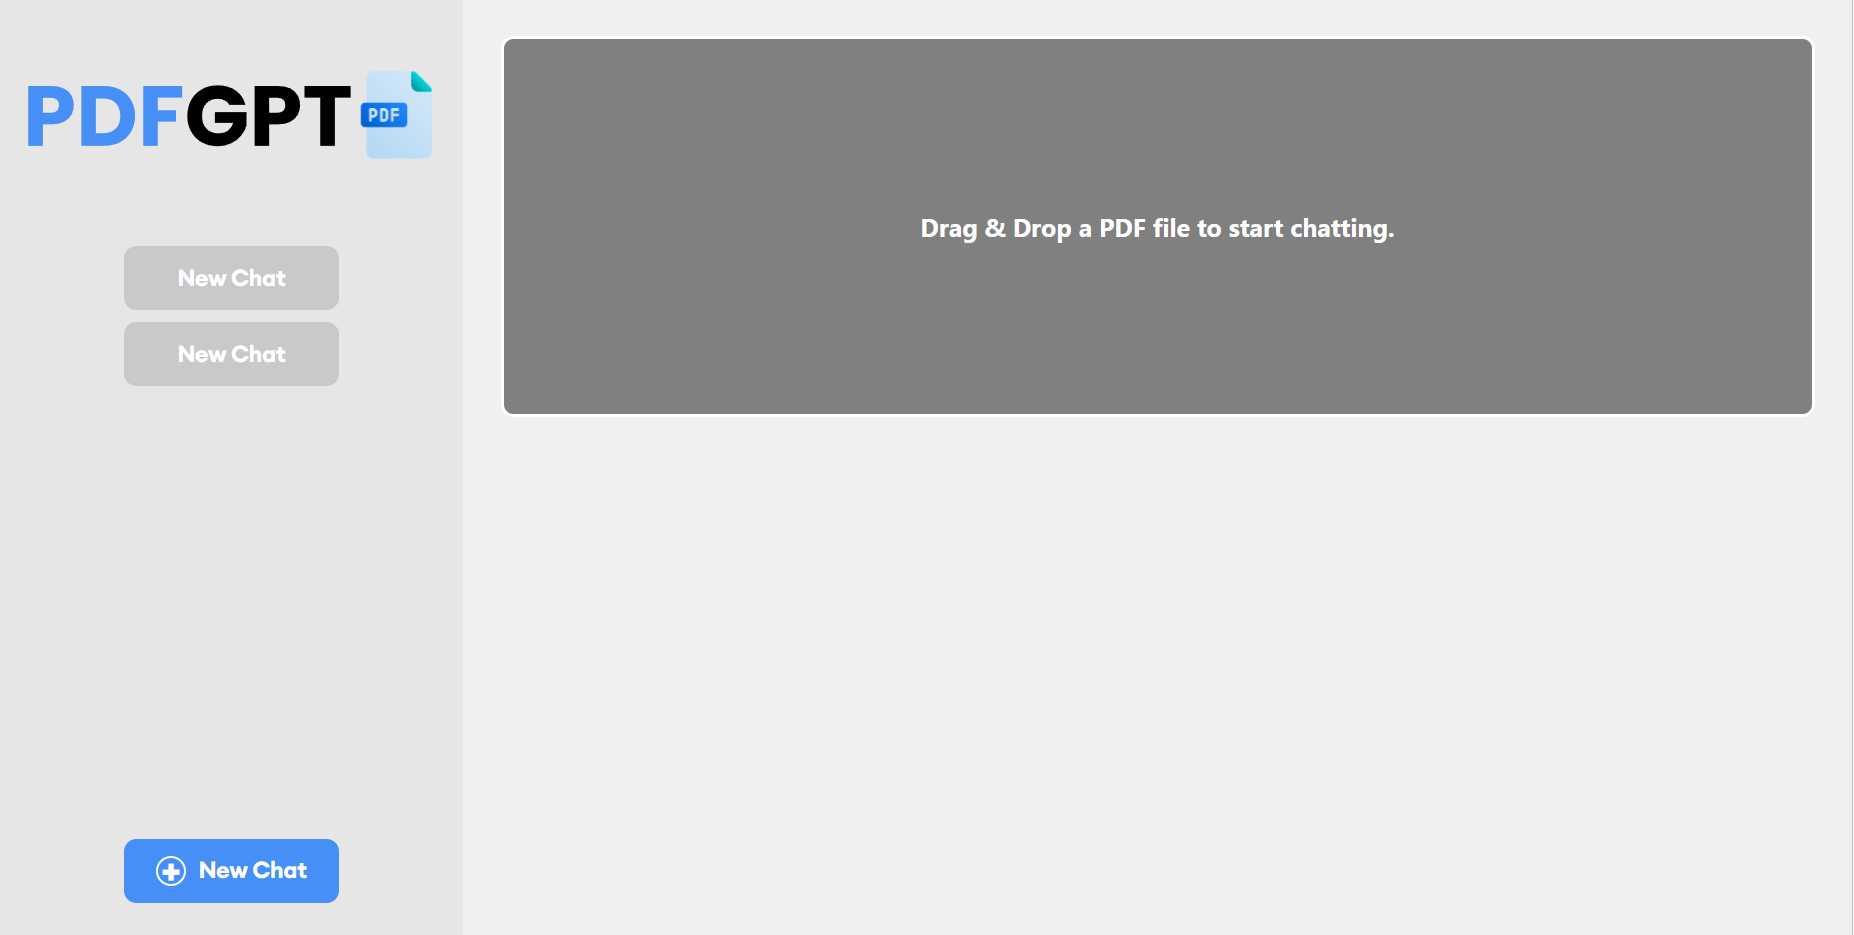 PDFGPT
PDF
New Chat
New Chat
New Chat
Drag & Drop a PDF file to start chatting.